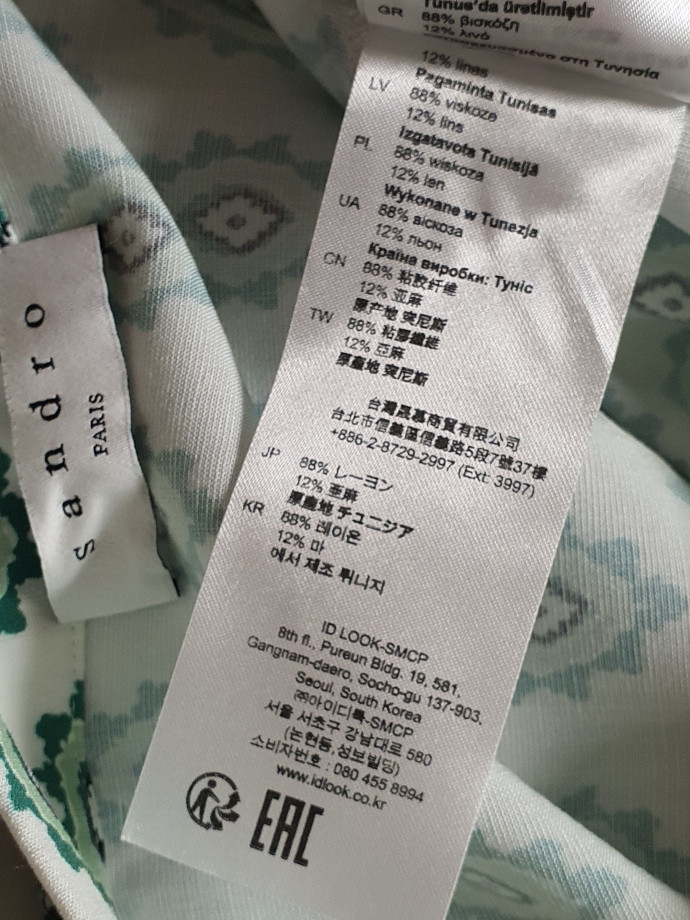 Tunus'da üretilmiştir
GR
88% βισκόζη
12% λινό
Κατασκευασμένο στη Τυνησία
12% linas
Pagaminta Tunisas
LV
88% viskoze
12% lins
Izgatavota Tunisijā
PL
88% wiskoza
12% len
Wykonane w Tunezja
UA
88% віскоза
12% льон
Країна виробки: Туніс
CN
88% 粘胶纤维
12% 亚麻
原产地 突尼斯
TW
88% 粘膠纖維
12% 亞麻
原產地 突尼斯
台灣晟慕商貿有限公司
台北市信義區信義路5段7號37樓
+886-2-8729-2997 (Ext 3997)
JP
88% レーヨン
12% 亜麻
原産地 チュニジア
KR
88% 레이온
12% 마
에서 제조 튀니지
ID LOOK-SMCP
8th fl., Pureun Bldg. 19, 581,
Gangnam-daero, Socho-gu 137-903,
Seoul, South Korea
㈜아이디룩-SMCP
서울 서초구 강남대로 580
(논현동,성보빌딩)
소비자번호 : 080 455 8994
www.idlook.co.kr
EAC
sandro
PARIS